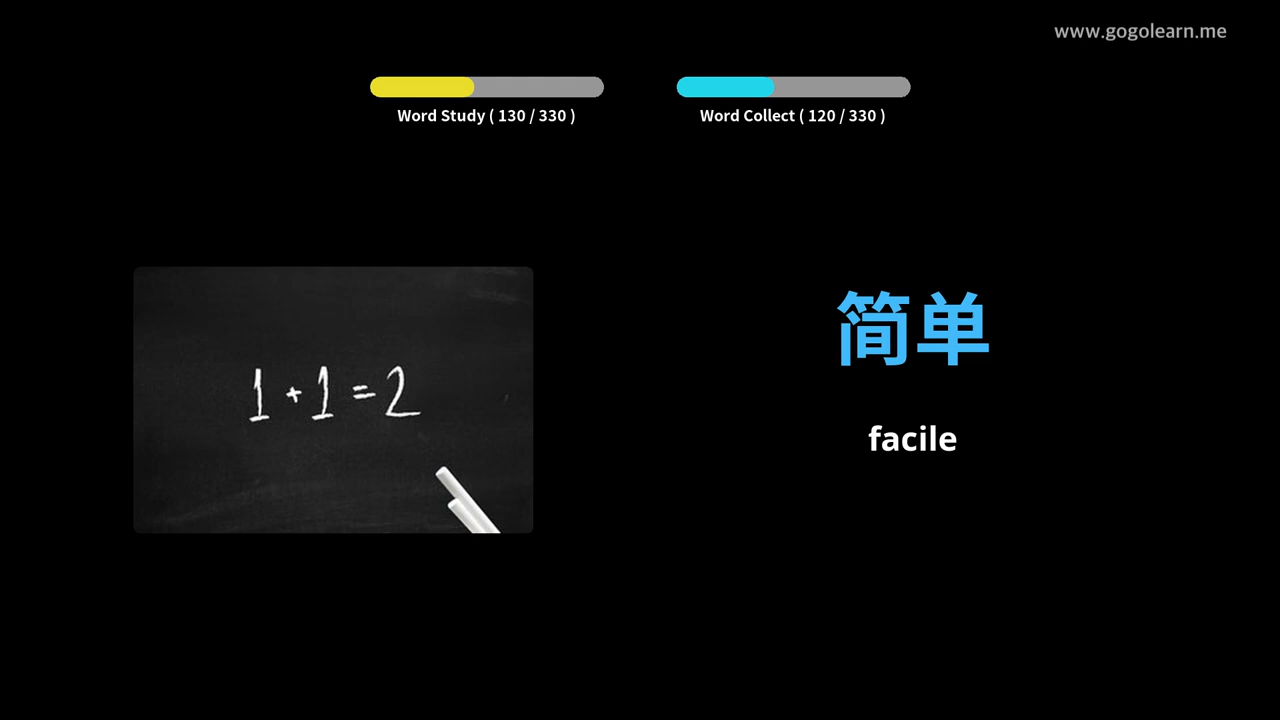 www.gogolearn.me
Word Study ( 130 / 330 )
Word Collect ( 120 / 330 )
1 + 1 = 2
简单
facile